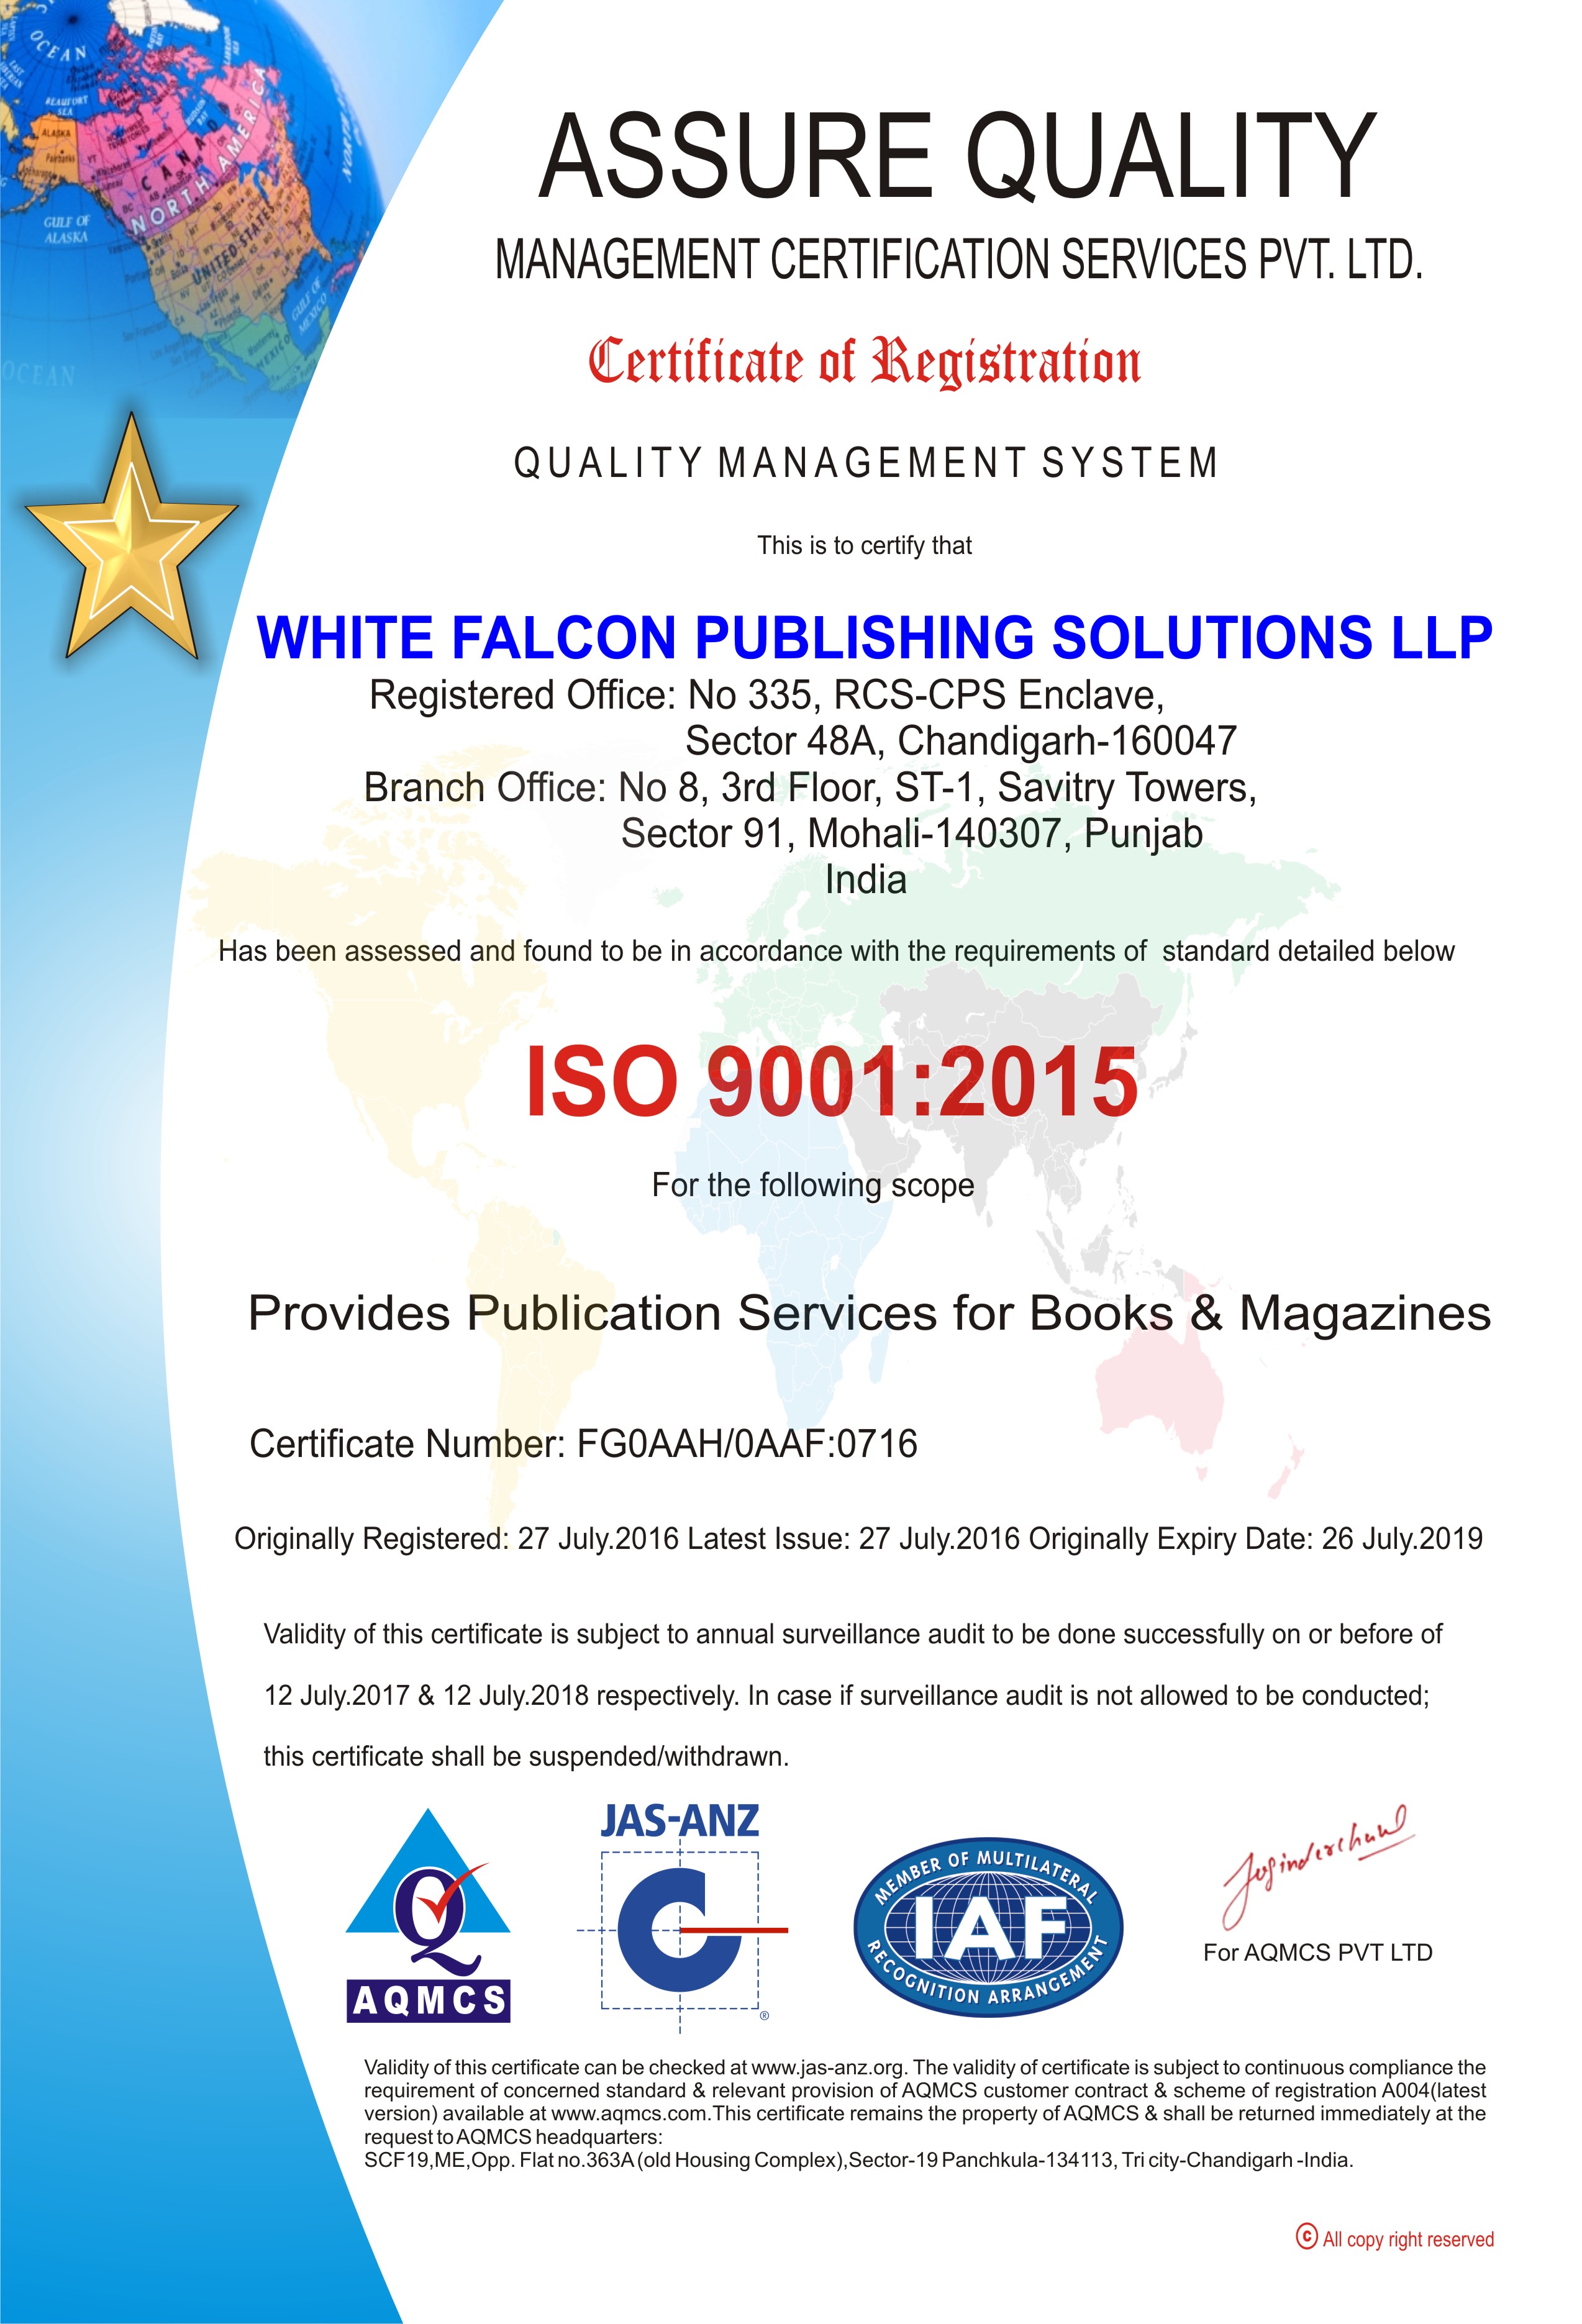 OCEAN
BEAUFORT
SEA
ALASKA
Fairbanks
YT
CANADA
NORTH AMERICA
GULF OF
ALASKA
UNITED STATES
GULF OF
MEXICO
MEXICO
OCEAN
ASSURE QUALITY
MANAGEMENT CERTIFICATION SERVICES PVT. LTD.
Certificate of Registration
QUALITY MANAGEMENT SYSTEM
This is to certify that
WHITE FALCON PUBLISHING SOLUTIONS LLP
Registered Office: No 335, RCS-CPS Enclave,
Sector 48A, Chandigarh-160047
Branch Office: No 8, 3rd Floor, ST-1, Savitry Towers,
Sector 91, Mohali-140307, Punjab
India
Has been assessed and found to be in accordance with the requirements of standard detailed below
ISO 9001:2015
For the following scope
Provides Publication Services for Books & Magazines
Certificate Number: FG0AAH/0AAF:0716
Originally Registered: 27 July.2016 Latest Issue: 27 July.2016 Originally Expiry Date: 26 July.2019
Validity of this certificate is subject to annual surveillance audit to be done successfully on or before of
12 July.2017 & 12 July.2018 respectively. In case if surveillance audit is not allowed to be conducted;
this certificate shall be suspended/withdrawn.
Q
AQMCS
JAS-ANZ
®
MEMBER OF MULTILATERAL
IAF
RECOGNITION ARRANGEMENT
Joginderchand
For AQMCS PVT LTD
Validity of this certificate can be checked at www.jas-anz.org. The validity of certificate is subject to continuous compliance the
requirement of concerned standard & relevant provision of AQMCS customer contract & scheme of registration A004(latest
version) available at www.aqmcs.com.This certificate remains the property of AQMCS & shall be returned immediately at the
request to AQMCS headquarters:
SCF19,ME,Opp. Flat no.363A (old Housing Complex),Sector-19 Panchkula-134113, Tri city-Chandigarh -India.
© All copy right reserved